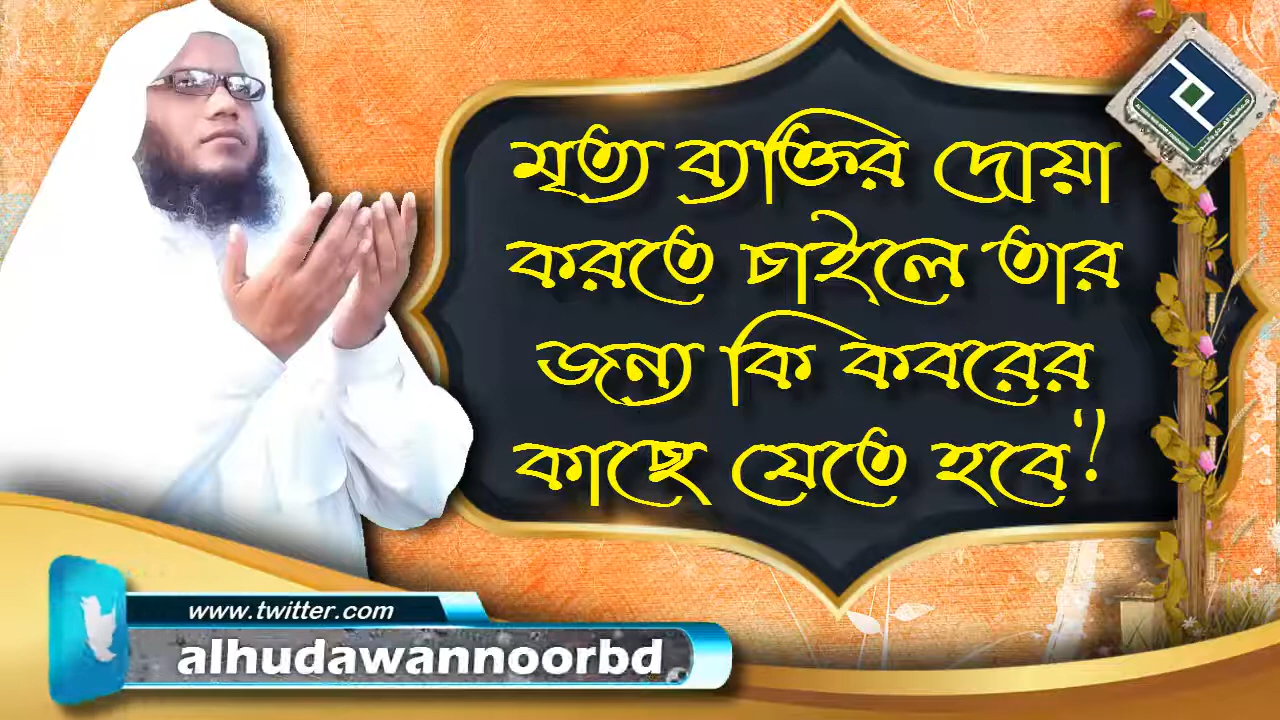 মৃত্য ব্যক্তির দোয়া
করতে চাইলে তার
জন্য কি কবরের
কাছে যেতে হবে?
www.twitter.com
alhudawannoorbd